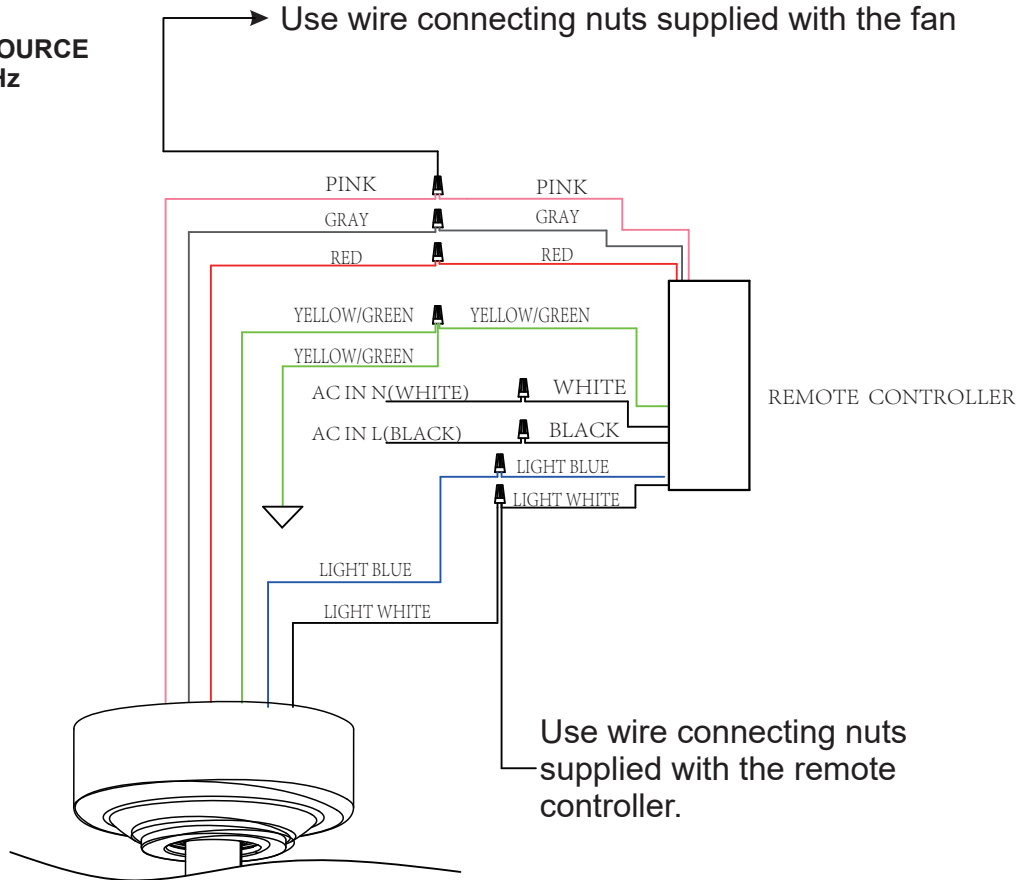 Use wire connecting nuts supplied with the fan
OURCE
Hz
PINK PINK
GRAY GRAY
RED RED
YELLOW/GREEN YELLOW/GREEN
YELLOW/GREEN
AC IN N(WHITE) WHITE
REMOTE CONTROLLER
AC IN L(BLACK) BLACK
LIGHT BLUE
LIGHT WHITE
LIGHT BLUE
LIGHT WHITE
Use wire connecting nuts
supplied with the remote
controller.